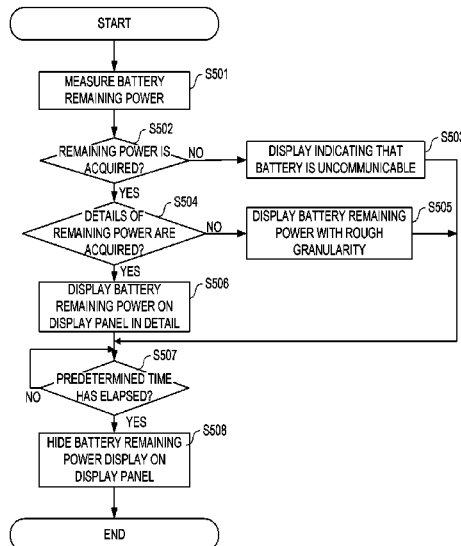 START
S501
MEASURE BATTERY
REMAINING POWER
S502
REMAINING POWER IS
ACQUIRED?
NO
YES
S503
DISPLAY INDICATING THAT
BATTERY IS UNCOMMUNICABLE
S504
DETAILS OF
REMAINING POWER ARE
ACQUIRED?
NO
YES
S505
DISPLAY BATTERY REMAINING
POWER WITH ROUGH
GRANULARITY
S506
DISPLAY BATTERY
REMAINING POWER ON
DISPLAY PANEL IN DETAIL
S507
PREDETERMINED TIME
HAS ELAPSED?
NO
YES
S508
HIDE BATTERY REMAINING
POWER DISPLAY ON
DISPLAY PANEL
END